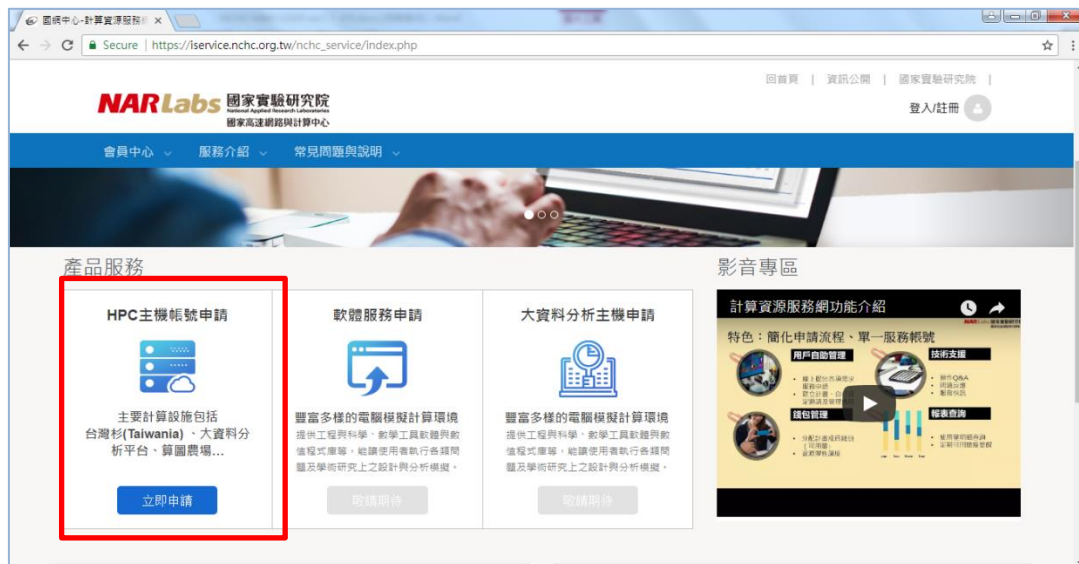 國網中心-計算資源服務
Secure | https://iservice.nchc.org.tw/nchc_service/index.php
回首頁 | 資訊公開 | 國家實驗研究院 |
NARLabs 國家實驗研究院
National Applied Research Laboratories
國家高速網路與計算中心
登入/註冊
會員中心 服務介紹 常見問題與說明
產品服務
HPC主機帳號申請
主要計算設施包括
台灣杉(Taiwania)、大資料分
析平台、算圖農場...
立即申請
軟體服務申請
豐富多樣的電腦模擬計算環境
提供工程與科學、數學工具軟體與數
值程式庫等,能讓使用者執行各類問
題及學術研究上之設計與分析模擬。
敬請期待
大資料分析主機申請
豐富多樣的電腦模擬計算環境
提供工程與科學、數學工具軟體與數
值程式庫等,能讓使用者執行各類問
題及學術研究上之設計與分析模擬。
敬請期待
影音專區
計算資源服務網功能介紹
特色:簡化申請流程、單一服務帳號
用戶自助管理
技術支援
錢包管理
報表查詢